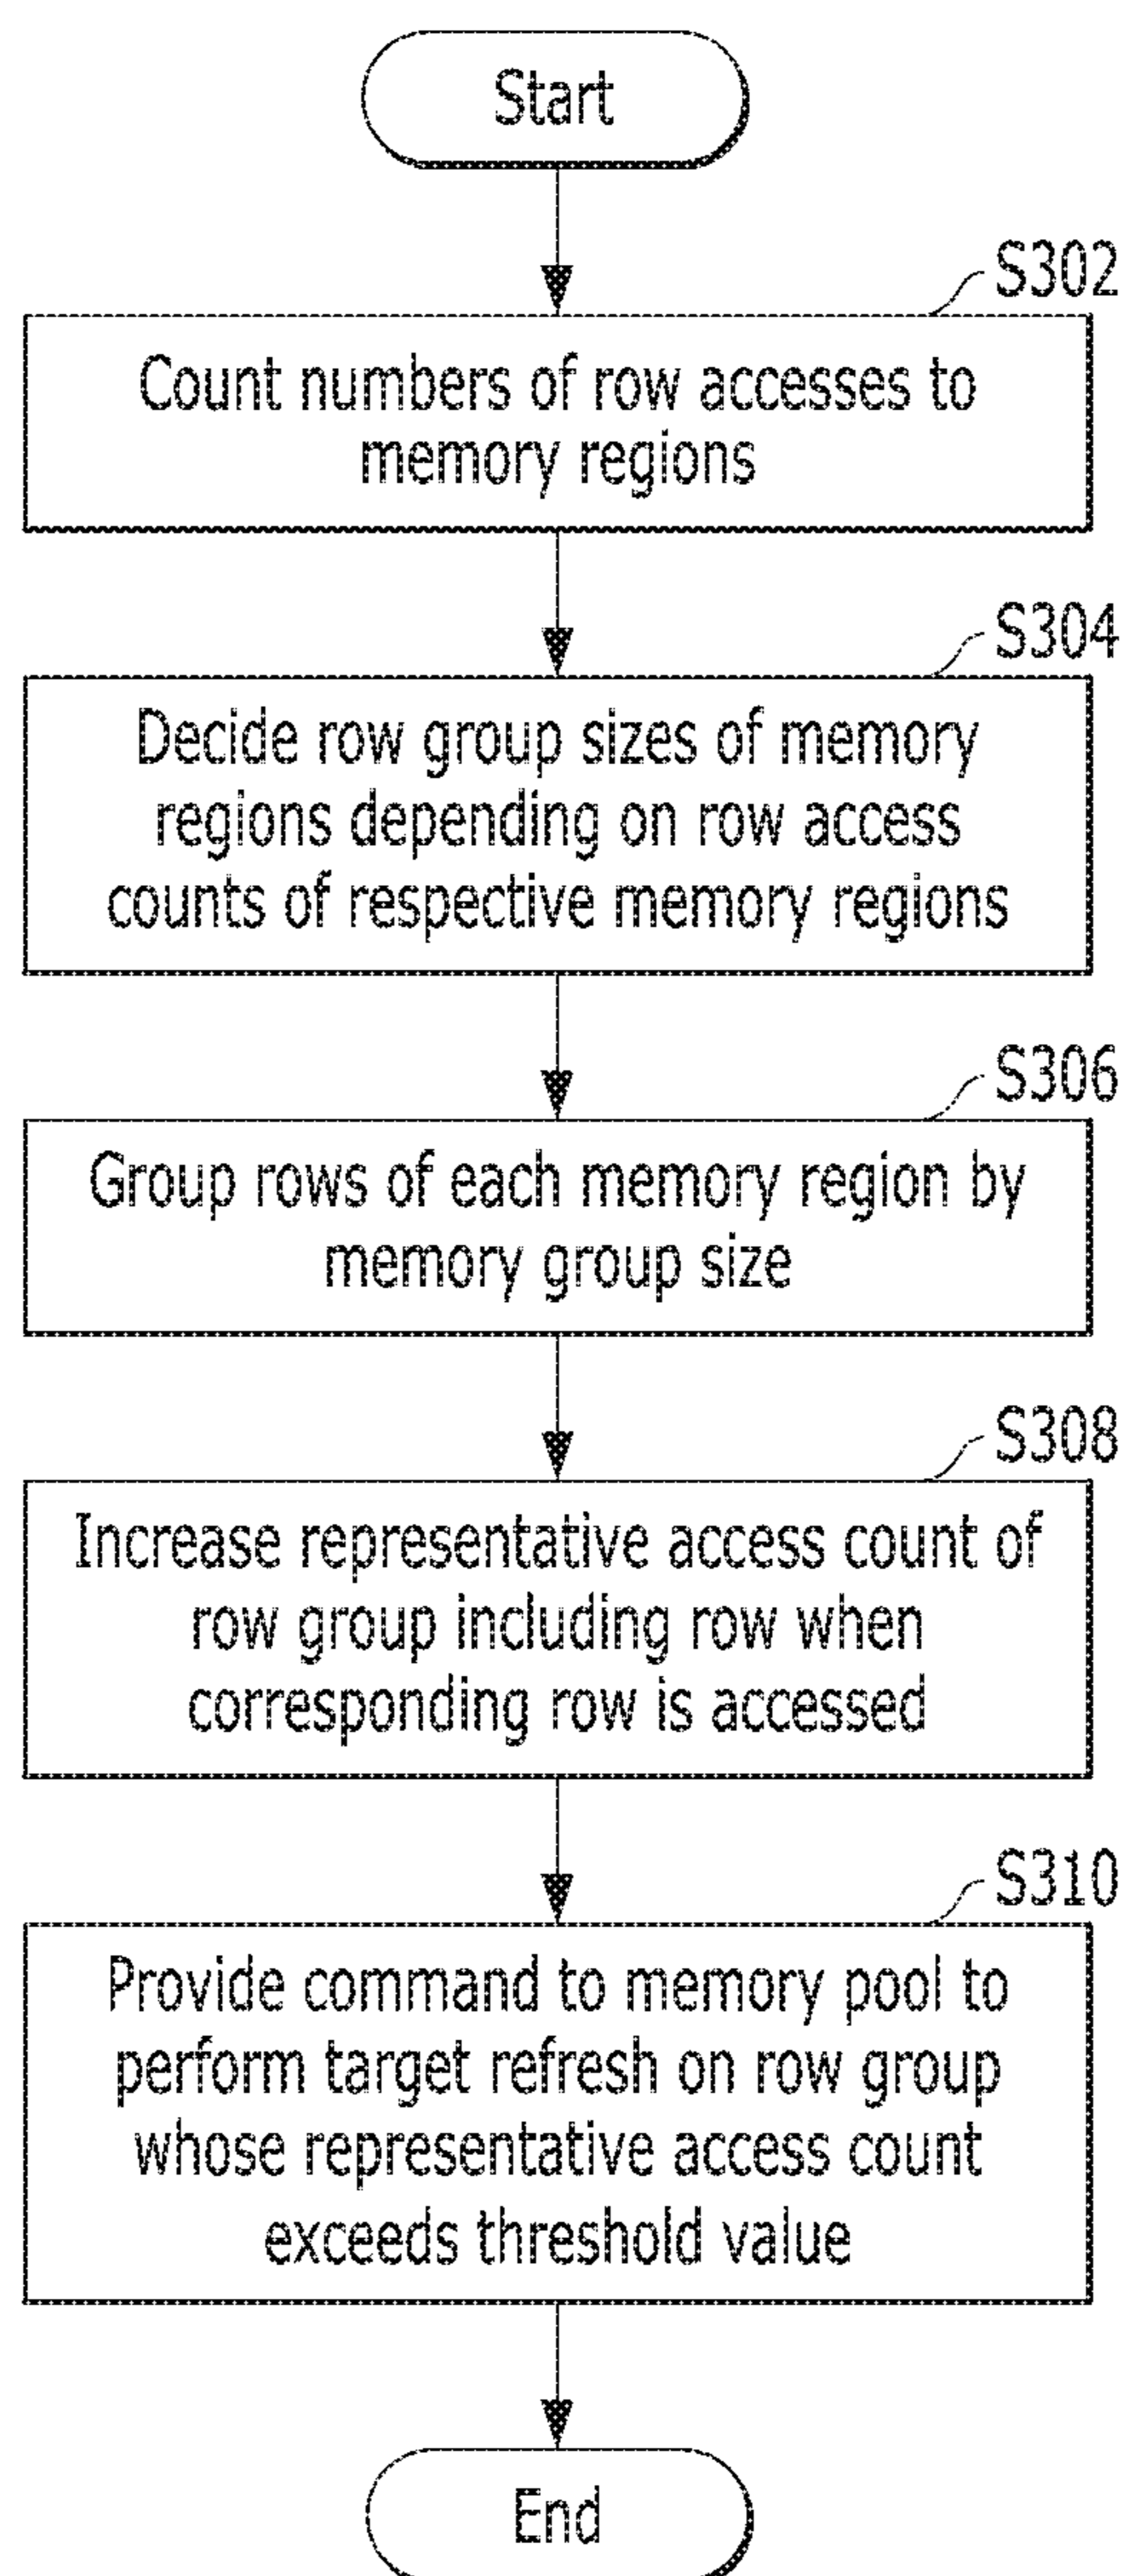 Start
S302
Count numbers of row accesses to
memory regions
S304
Decide row group sizes of memory
regions depending on row access
counts of respective memory regions
S306
Group rows of each memory region by
memory group size
S308
Increase representative access count of
row group including row when
corresponding row is accessed
S310
Provide command to memory pool to
perform target refresh on row group
whose representative access count
exceeds threshold value
End